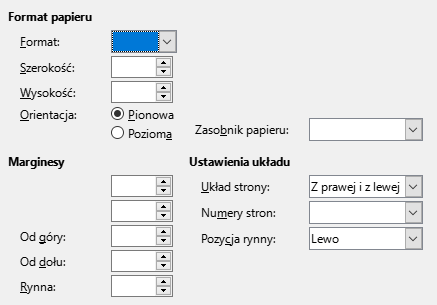 Format papieru
Format:
Szerokość:
Wysokość:
Orientacja: Pionowa
Pozioma
Zasobnik papieru:
Marginesy
Ustawienia układu
Układ strony: Z prawej i z lewej
Numery stron:
Od góry:
Pozycja rynny: Lewo
Od dołu:
Rynna: